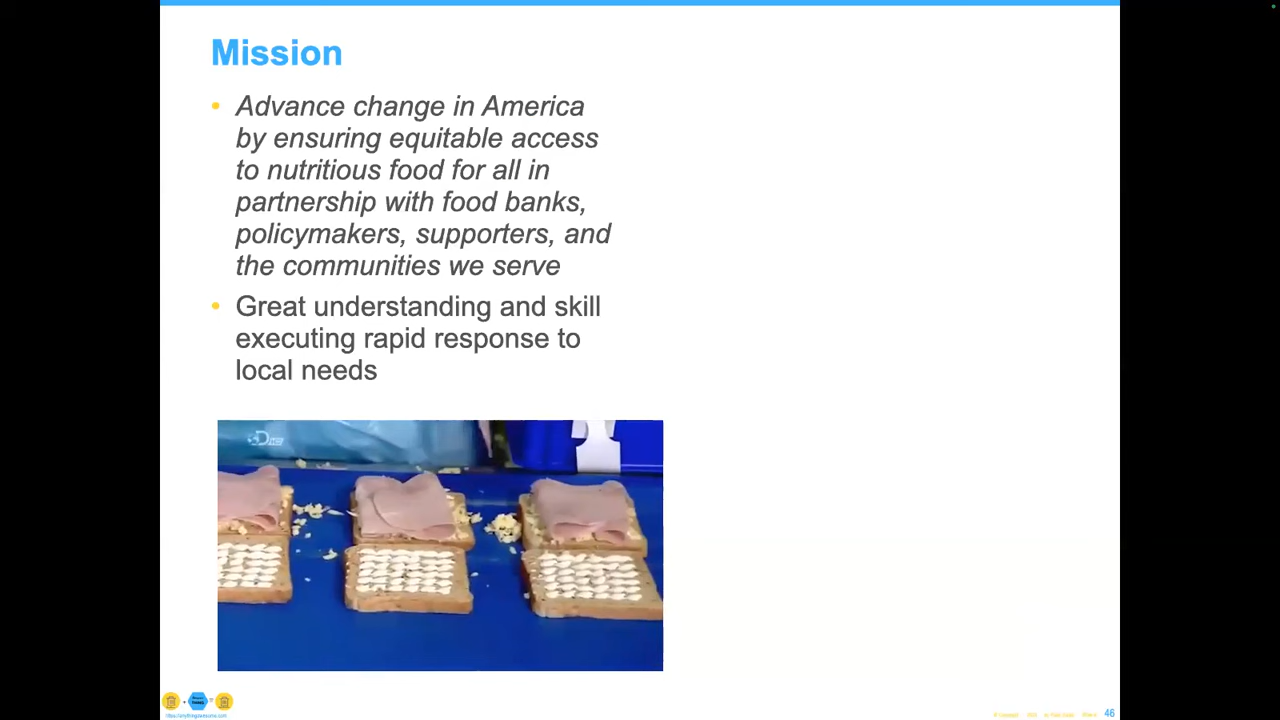 Mission
• Advance change in America
by ensuring equitable access
to nutritious food for all in
partnership with food banks,
policymakers, supporters, and
the communities we serve
• Great understanding and skill
executing rapid response to
local needs
46